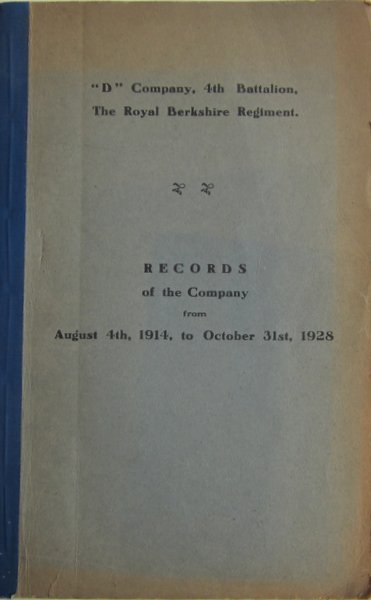 "D" Company, 4th Battalion,
The Royal Berkshire Regiment.
RECORDS
of the Company
from
August 4th, 1914, to October 31st, 1928